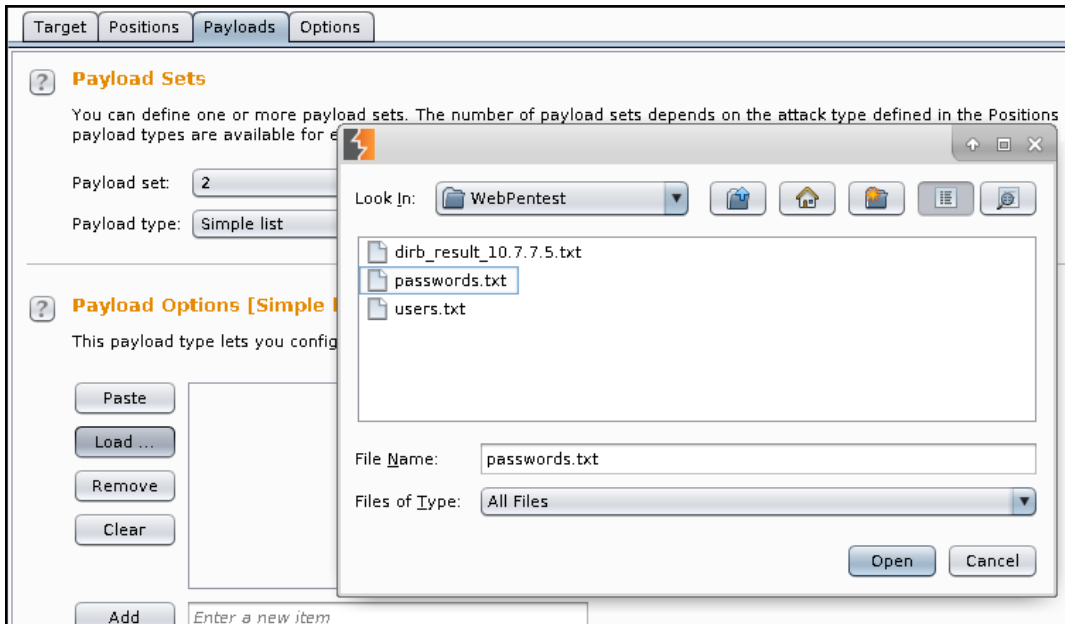 Target Positions Payloads Options
? Payload Sets
You can define one or more payload sets. The number of payload sets depends on the attack type defined in the Positions
payload types are available for e
Payload set: 2
Payload type: Simple list
Look In: WebPentest
dirb_result_10.7.7.5.txt
passwords.txt
users.txt
? Payload Options [Simple l
This payload type lets you config
Paste
Load ...
Remove
Clear
Add Enter a new item
File Name: passwords.txt
Files of Type: All Files
Open Cancel